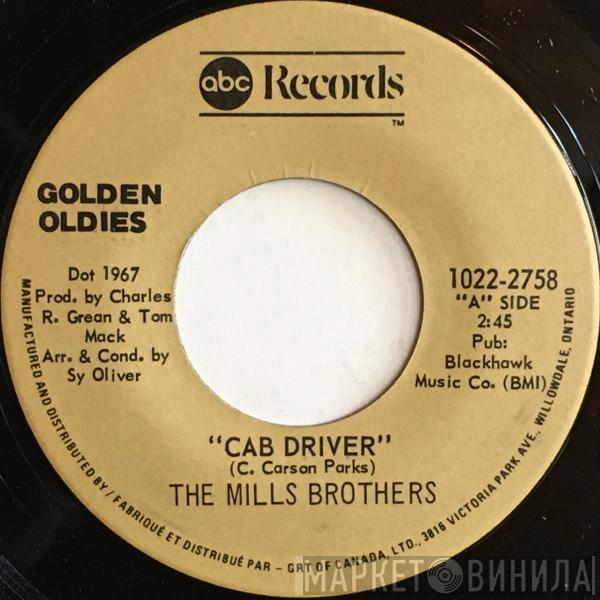 abc Records
TM
GOLDEN
OLDIES
Dot 1967
Prod. by Charles
R. Grean & Tom
Mack
Arr. & Cond. by
Sy Oliver
1022-2758
"A" SIDE
2:45
Pub:
Blackhawk
Music Co. (BMI)
"CAB DRIVER"
(C. Carson Parks)
THE MILLS BROTHERS
MANUFACTURED AND DISTRIBUTED BY / FABRIQUÉ ET DISTRIBUÉ PAR - GRT OF CANADA, LTD., 3816 VICTORIA PARK AVE., WILLOWDALE, ONTARIO
МАРКЕТ ВИНИЛА